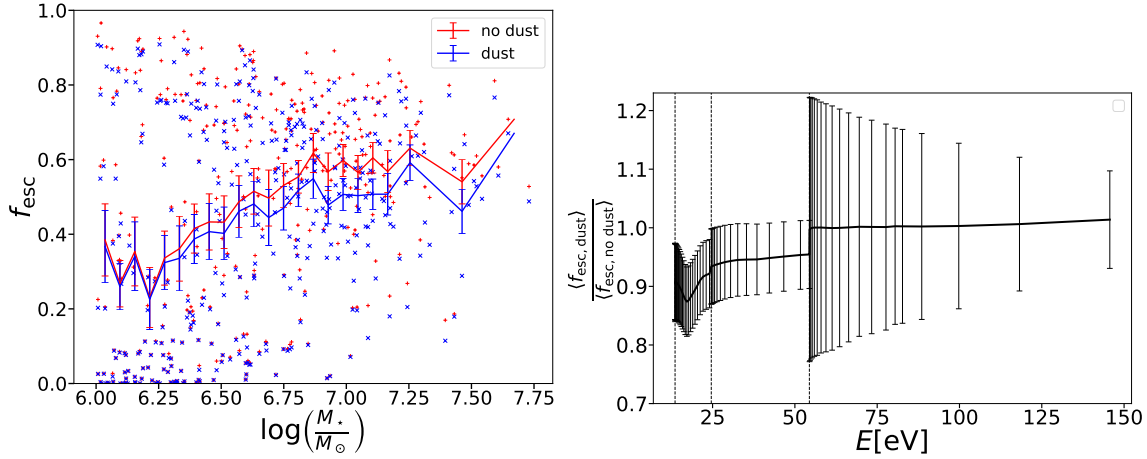 1.0
0.8
0.6
0.4
0.2
0.0
f_esc
no dust
dust
6.00 6.25 6.50 6.75 7.00 7.25 7.50 7.75
log(M⋆/M⊙)
1.2
1.1
1.0
0.9
0.8
0.7
⟨f_esc, dust⟩/⟨f_esc, no dust⟩
25 50 75 100 125 150
E[eV]